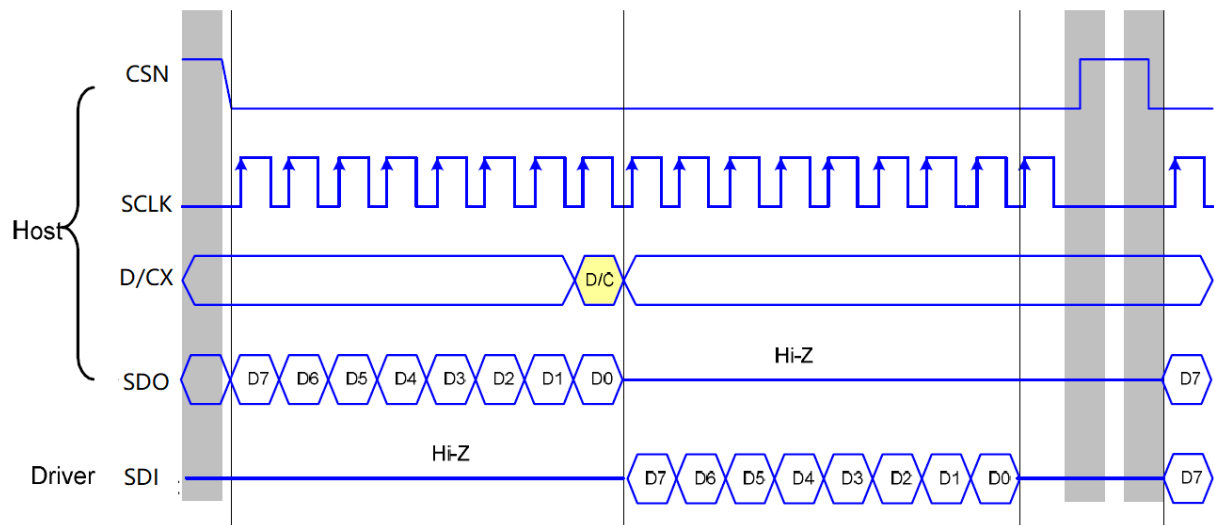 CSN
SCLK
Host
D/CX
D/C
Hi-Z
SDO D7 D6 D5 D4 D3 D2 D1 D0 D7
Hi-Z
Driver SDI D7 D6 D5 D4 D3 D2 D1 D0 D7